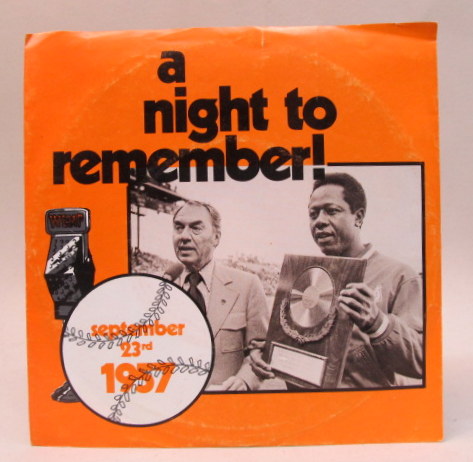 a
night to
remember!
september
23rd
1957